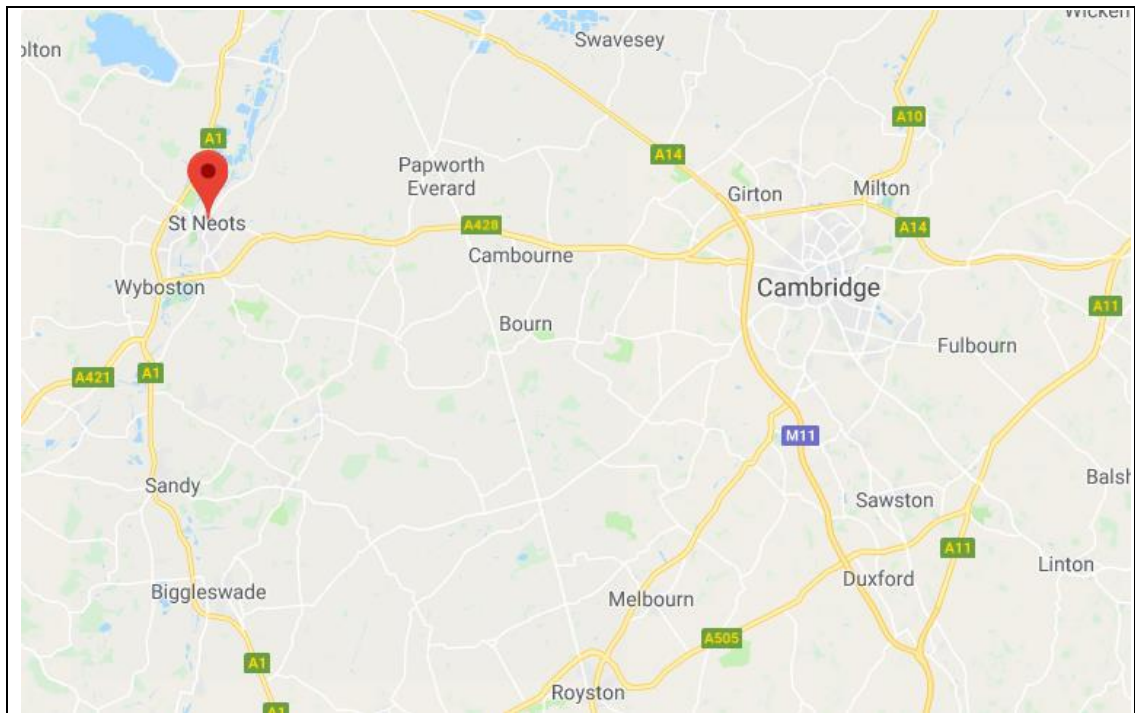 Swavesey
olton
A10
A1
A14
Papworth
Everard
Girton
Milton
St Neots
A428
A14
Cambourne
Wyboston
Cambridge
A11
Bourn
Fulbourn
A421
A1
M11
Sandy
Balsh
Sawston
A11
Linton
Duxford
Biggleswade
Melbourn
A505
A1
Royston
A1